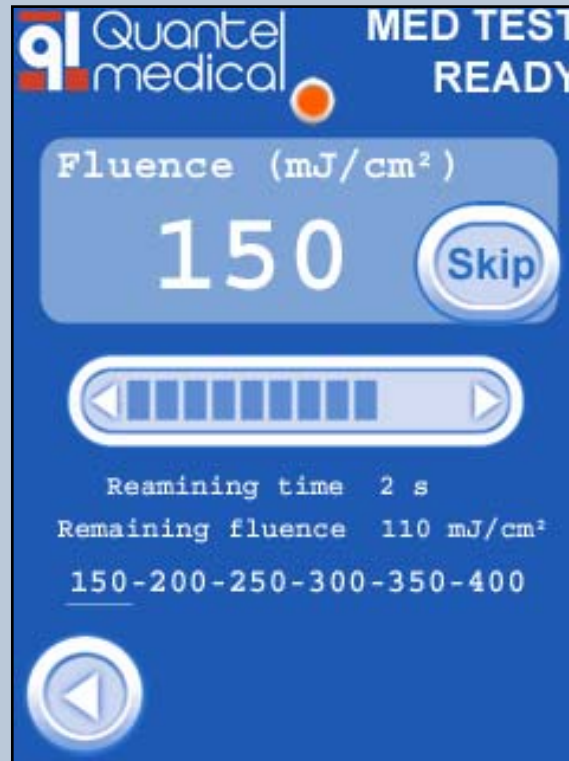 Quantel
medical
MED TEST
READY
Fluence (mJ/cm²)
150
Skip
Reamining time 2 s
Remaining fluence 110 mJ/cm²
150-200-250-300-350-400